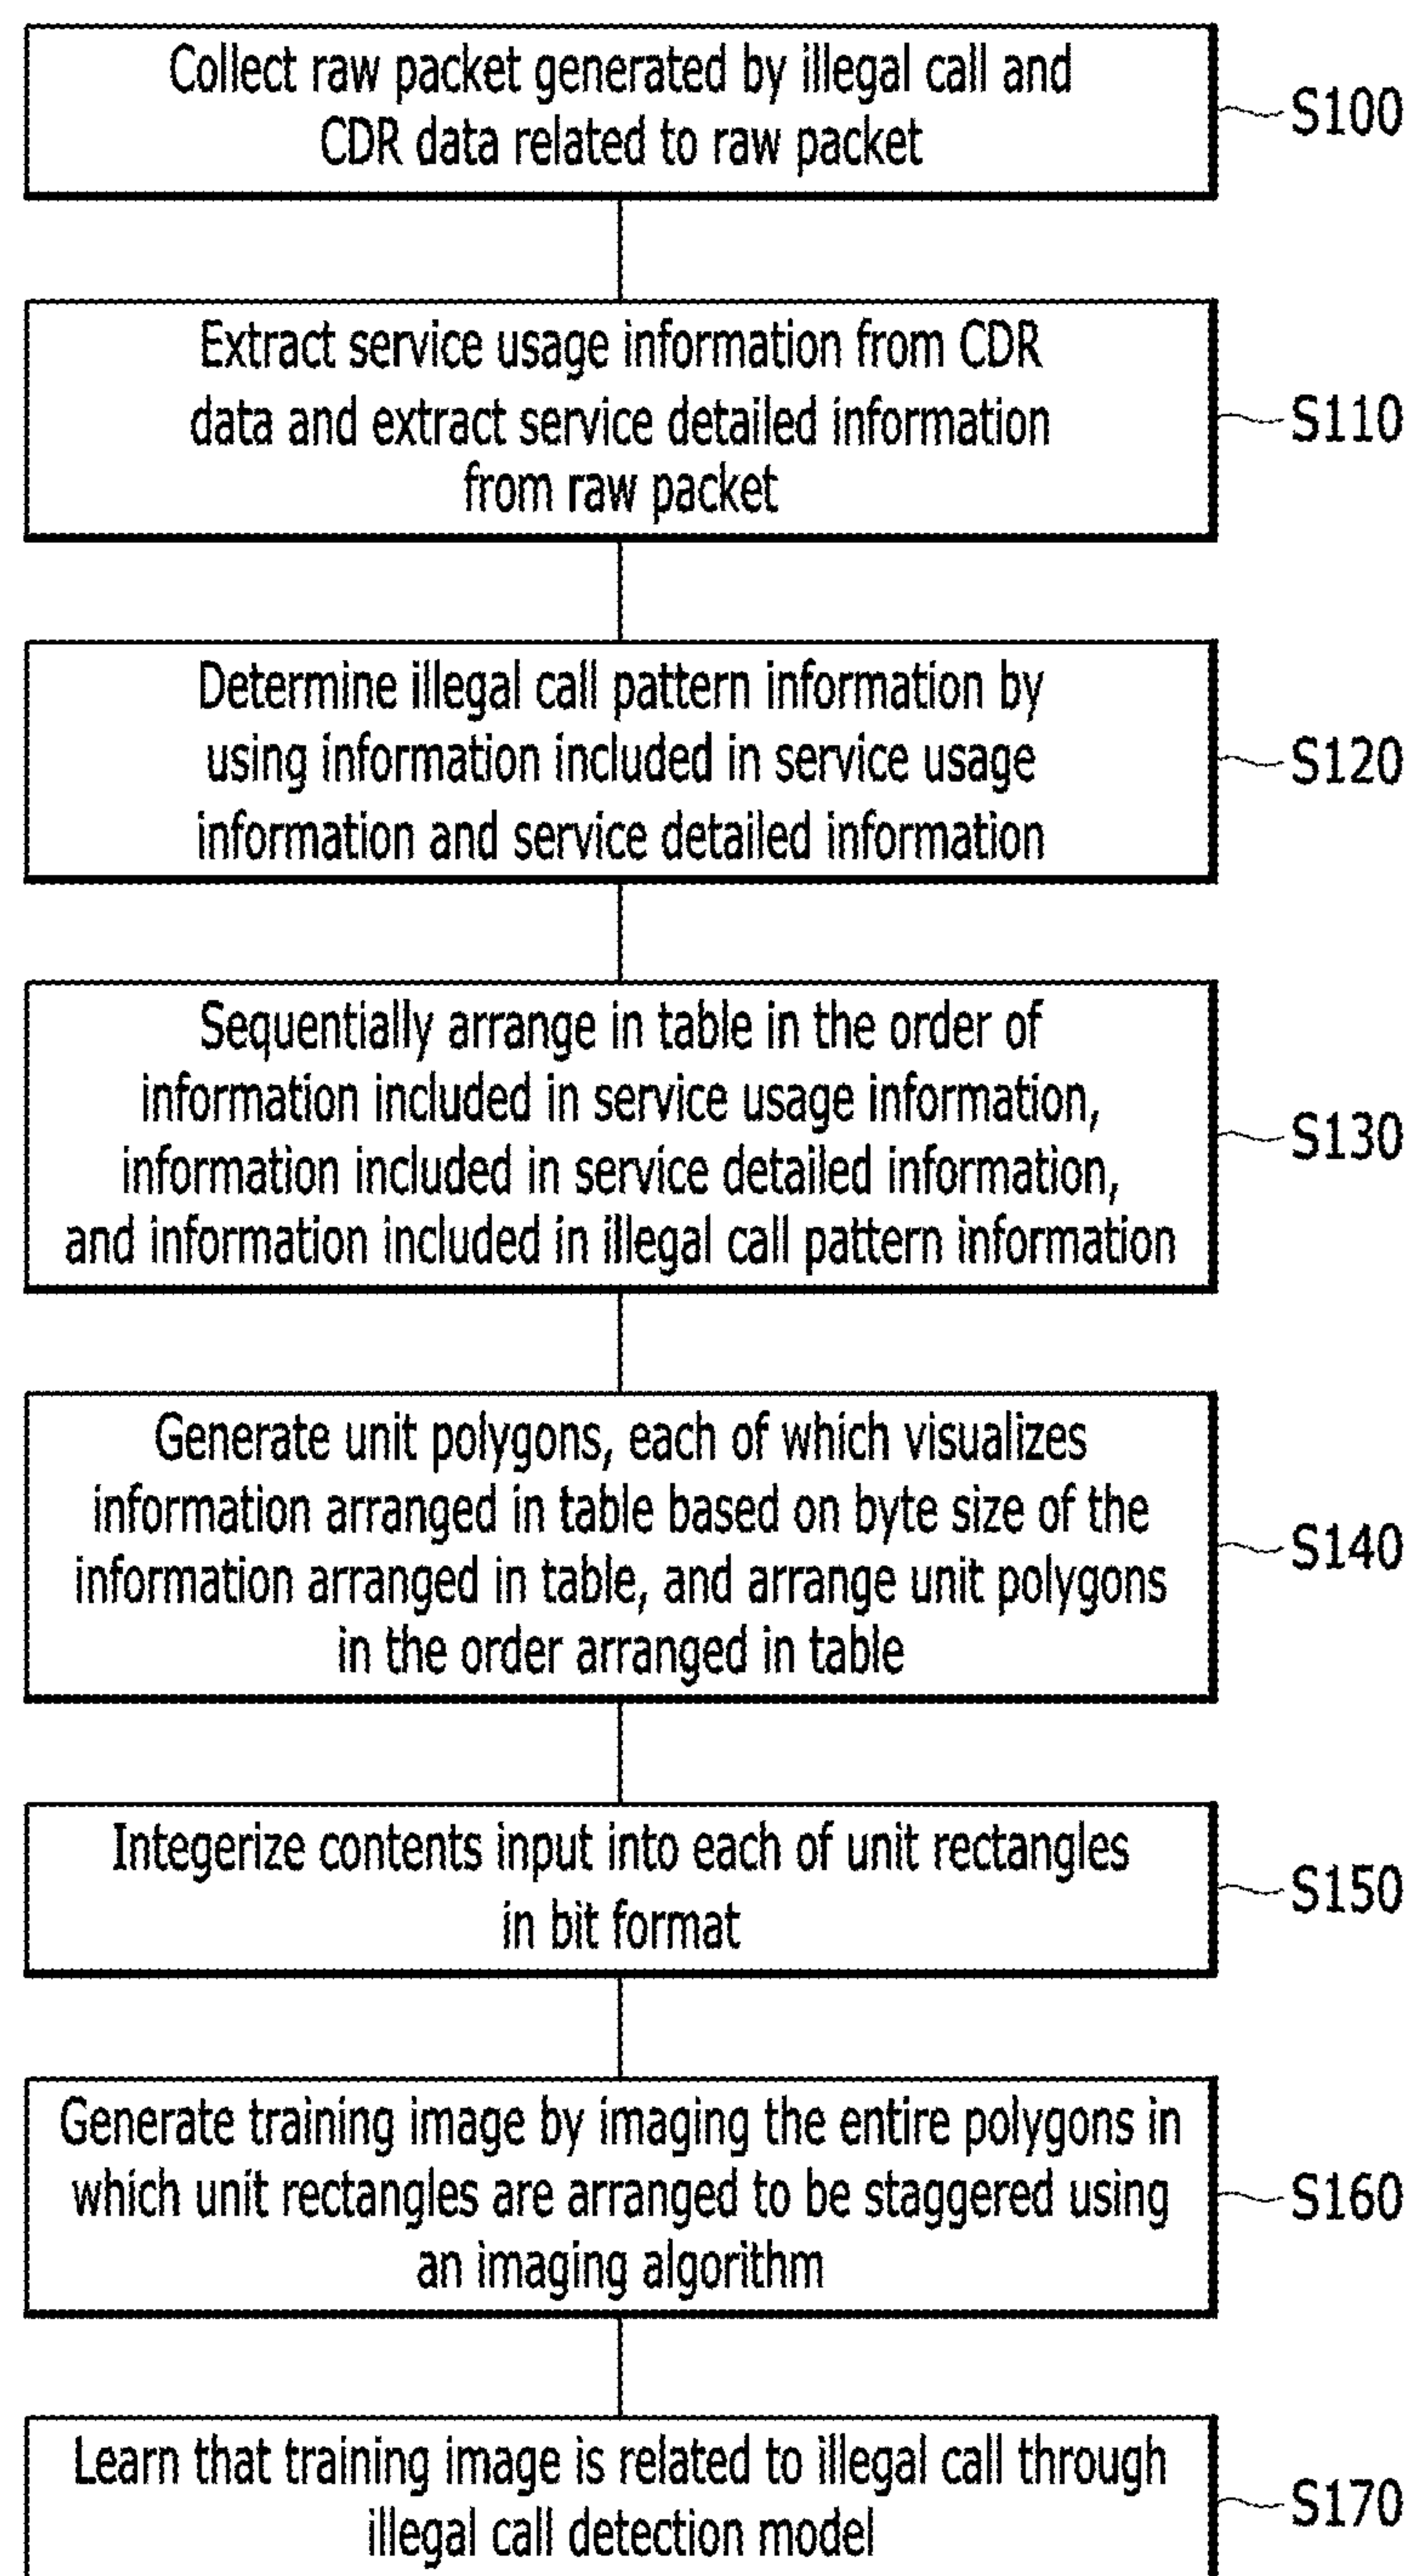 Collect raw packet generated by illegal call and
CDR data related to raw packet
S100
Extract service usage information from CDR
data and extract service detailed information
from raw packet
S110
Determine illegal call pattern information by
using information included in service usage
information and service detailed information
S120
Sequentially arrange in table in the order of
information included in service usage information,
information included in service detailed information,
and information included in illegal call pattern information
S130
Generate unit polygons, each of which visualizes
information arranged in table based on byte size of the
information arranged in table, and arrange unit polygons
in the order arranged in table
S140
Integerize contents input into each of unit rectangles
in bit format
S150
Generate training image by imaging the entire polygons in
which unit rectangles are arranged to be staggered using
an imaging algorithm
S160
Learn that training image is related to illegal call through
illegal call detection model
S170